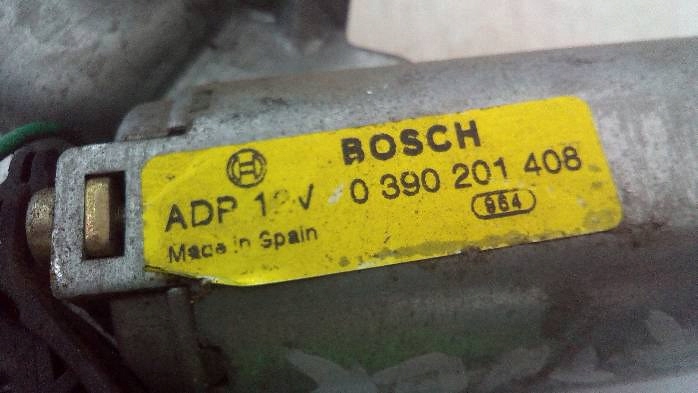 BOSCH
ADP 12V 0 390 201 408
964
Made in Spain